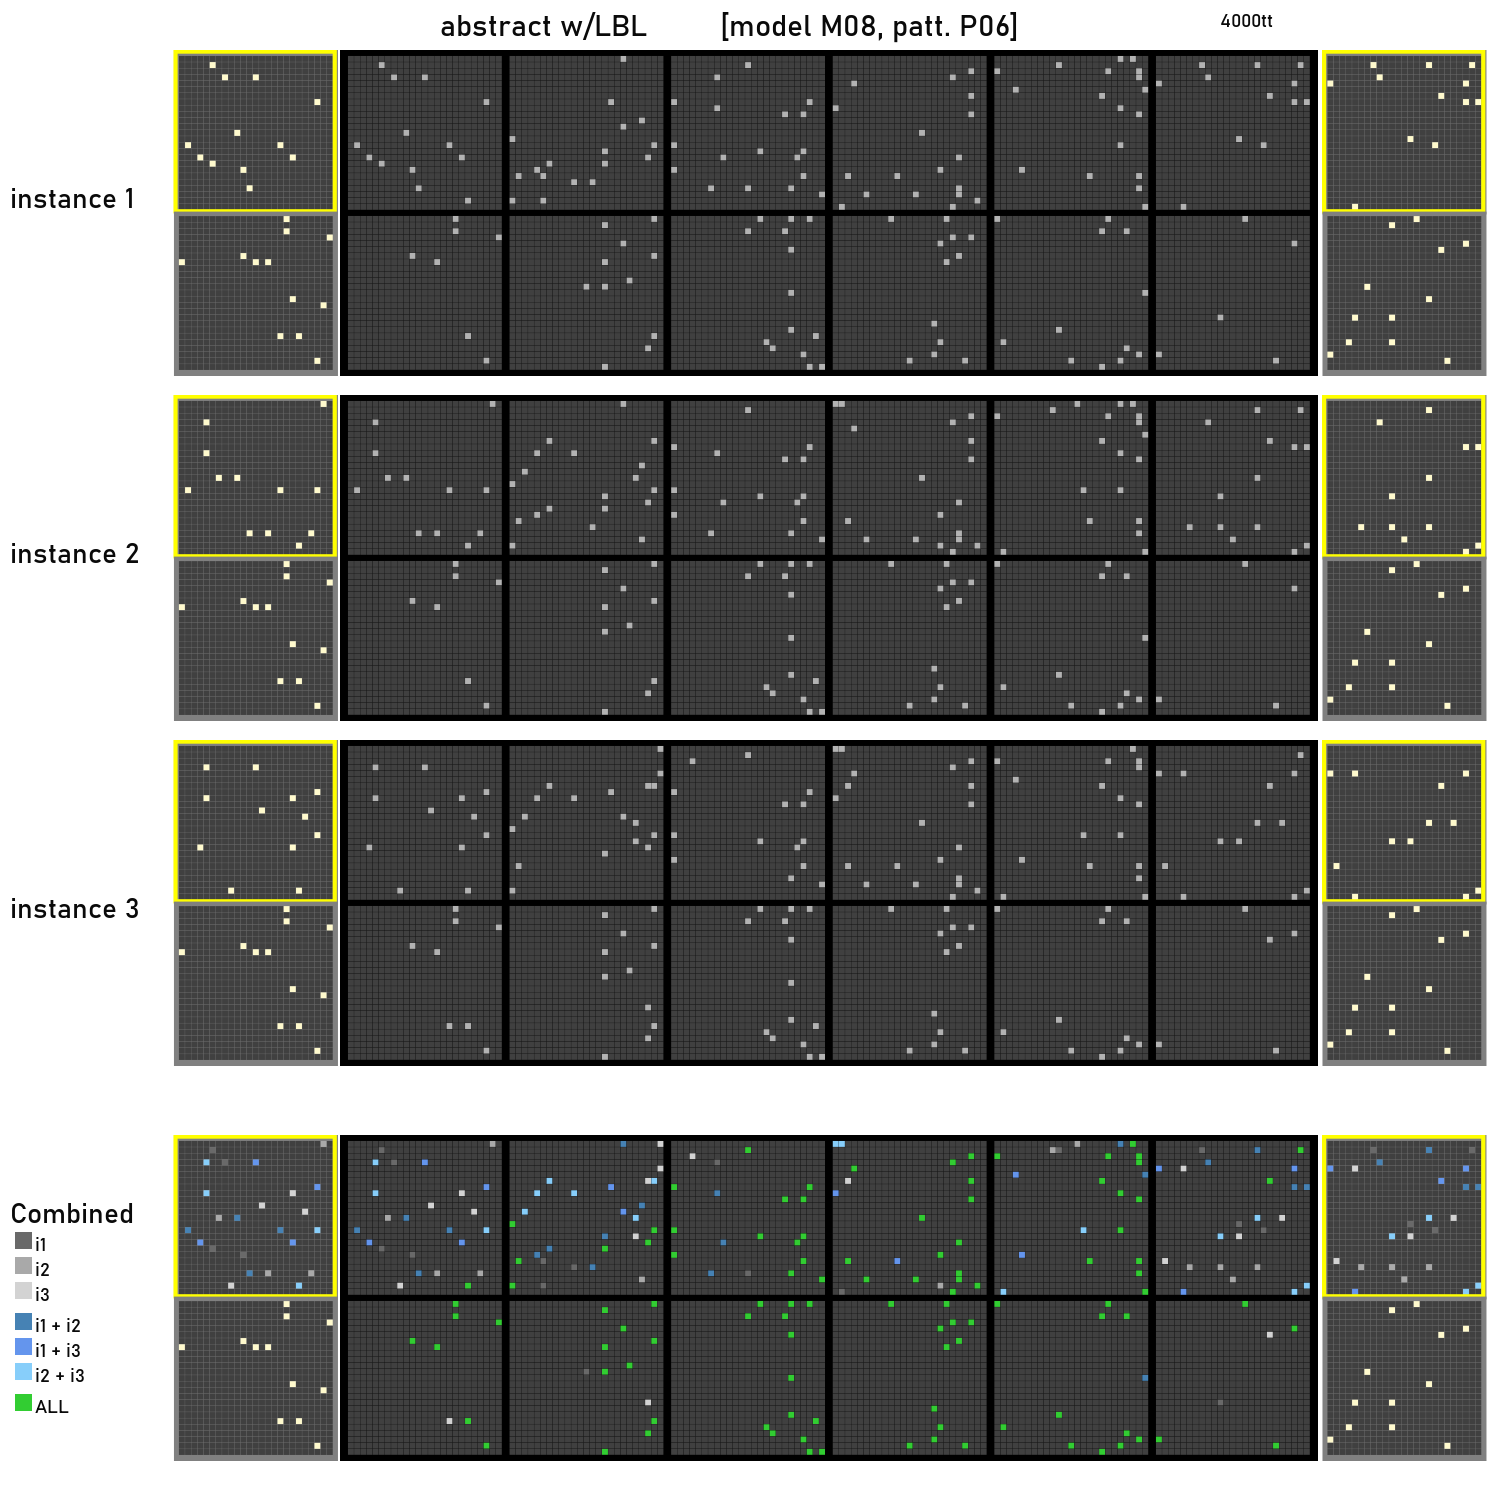 abstract w/LBL [model M08, patt. P06] 4000tt
instance 1
instance 2
instance 3
Combined
i1
i2
i3
i1 + i2
i1 + i3
i2 + i3
ALL